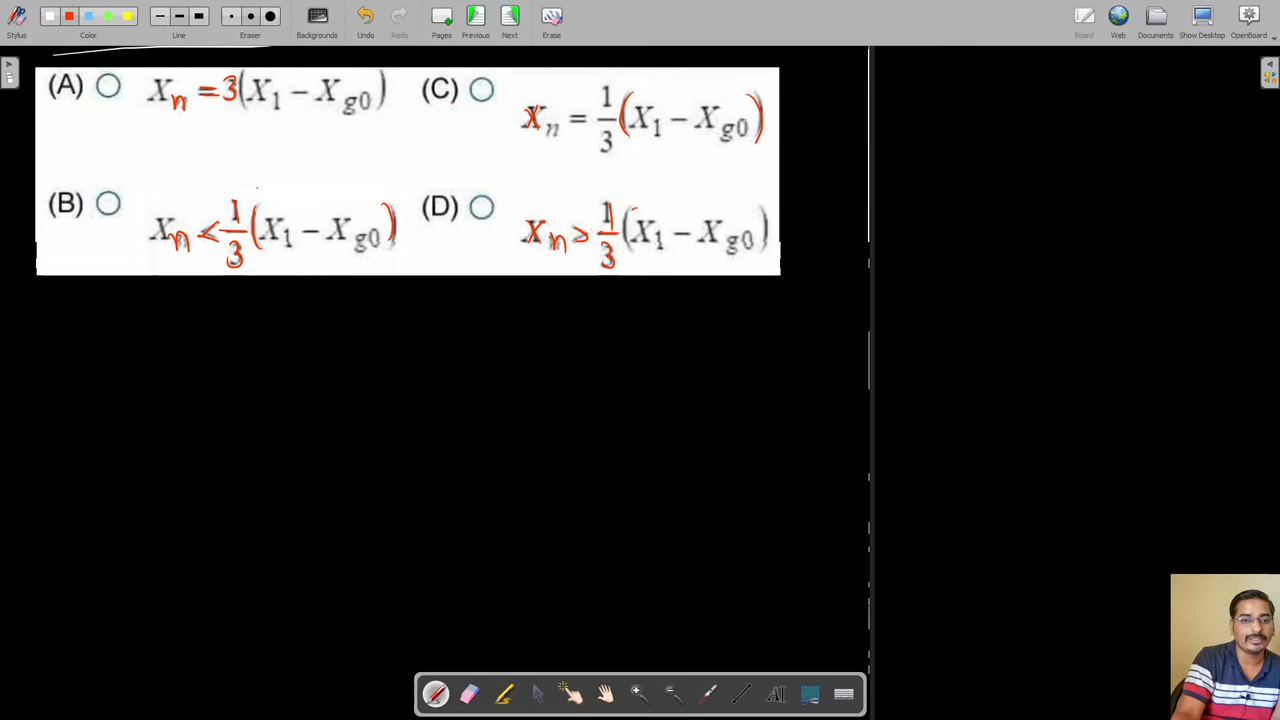 Stylus
Color
Line
Eraser
Backgrounds
Undo
Redo
Pages
Previous
Next
Erase
Board
Web
Documents
Show Desktop
OpenBoard
(A) Xn = 3(X1 − Xg0)
(C) Xn = 1/3 (X1 − Xg0)
(B) Xn < 1/3 (X1 − Xg0)
(D) Xn > 1/3 (X1 − Xg0)
AI